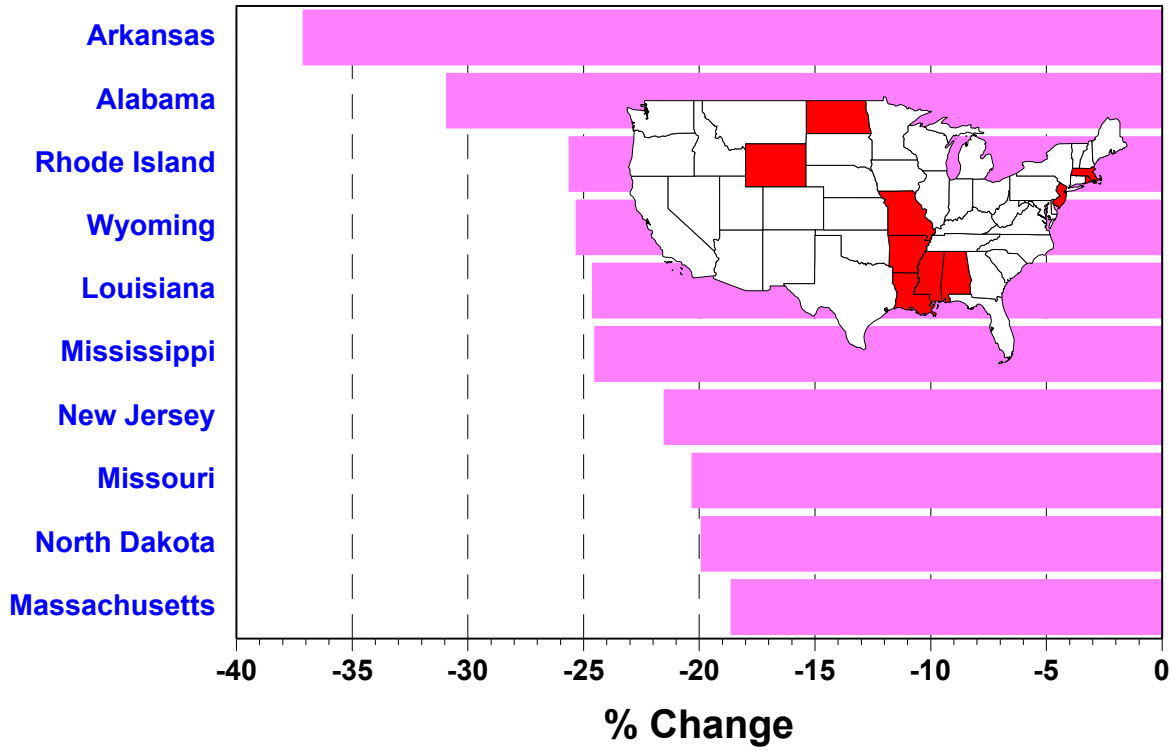 Arkansas
Alabama
Rhode Island
Wyoming
Louisiana
Mississippi
New Jersey
Missouri
North Dakota
Massachusetts
-40 -35 -30 -25 -20 -15 -10 -5 0
% Change